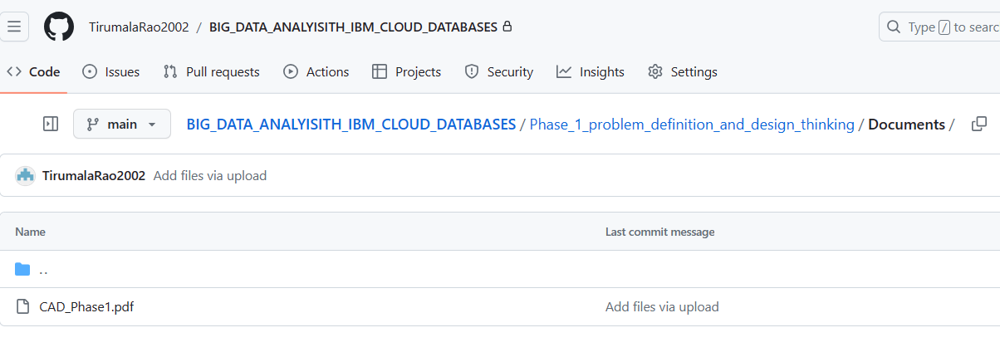 TirumalaRao2002 / BIG_DATA_ANALYISITH_IBM_CLOUD_DATABASES Type / to searc
Code Issues Pull requests Actions Projects Security Insights Settings
main BIG_DATA_ANALYISITH_IBM_CLOUD_DATABASES / Phase_1_problem_definition_and_design_thinking / Documents /
TirumalaRao2002 Add files via upload
Name Last commit message
..
CAD_Phase1.pdf Add files via upload